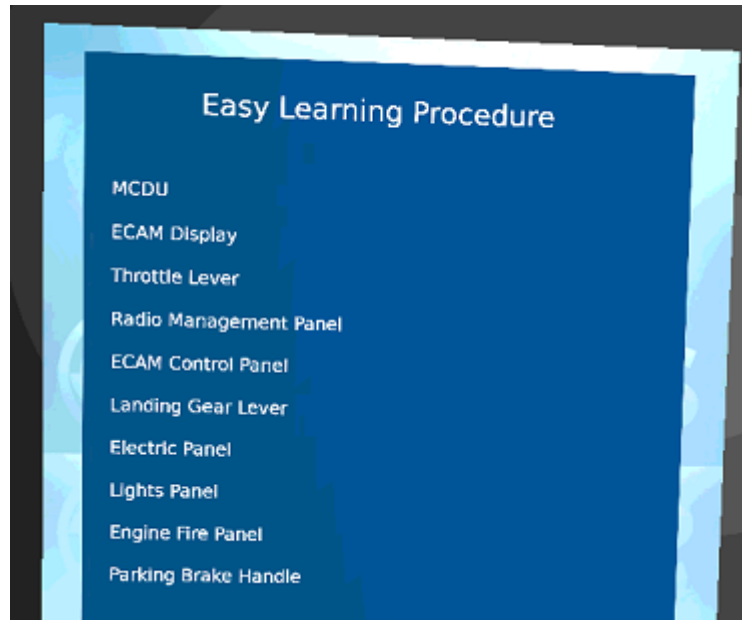 Easy Learning Procedure
MCDU
ECAM Display
Throttle Lever
Radio Management Panel
ECAM Control Panel
Landing Gear Lever
Electric Panel
Lights Panel
Engine Fire Panel
Parking Brake Handle